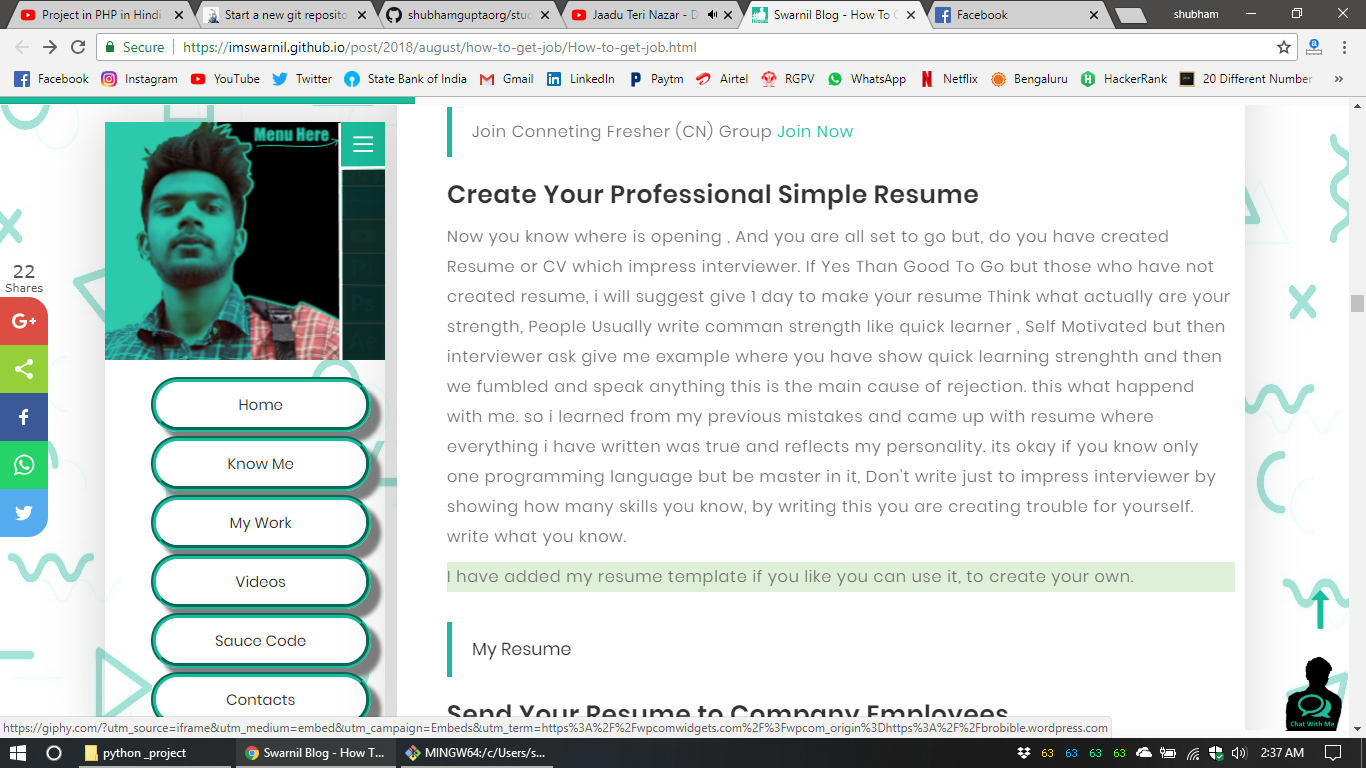 Project in PHP in Hindi
Start a new git reposito
shubhamguptaorg/stud
Jaadu Teri Nazar - D
Swarnil Blog - How To G
Facebook
shubham
Secure
https://imswarnil.github.io/post/2018/august/how-to-get-job/How-to-get-job.html
Facebook
Instagram
YouTube
Twitter
State Bank of India
Gmail
LinkedIn
Paytm
Airtel
RGPV
WhatsApp
Netflix
Bengaluru
HackerRank
20 Different Number
»
Menu Here
22
Shares
G+
Home
Know Me
My Work
Videos
Sauce Code
Contacts
Join Conneting Fresher (CN) Group Join Now
Create Your Professional Simple Resume
Now you know where is opening , And you are all set to go but, do you have created
Resume or CV which impress interviewer. If Yes Than Good To Go but those who have not
created resume, i will suggest give 1 day to make your resume Think what actually are your
strength, People Usually write comman strength like quick learner , Self Motivated but then
interviewer ask give me example where you have show quick learning strenghth and then
we fumbled and speak anything this is the main cause of rejection. this what happend
with me. so i learned from my previous mistakes and came up with resume where
everything i have written was true and reflects my personality. its okay if you know only
one programming language but be master in it, Don't write just to impress interviewer by
showing how many skills you know, by writing this you are creating trouble for yourself.
write what you know.
I have added my resume template if you like you can use it, to create your own.
My Resume
Send Your Resume to Company Employees
Chat With Me
https://giphy.com/?utm_source=iframe&utm_medium=embed&utm_campaign=Embeds&utm_term=https%3A%2F%2Fwpcomwidgets.com%2F%3Fwpcom_origin%3Dhttps%3A%2F%2Fbrobible.wordpress.com
python _project
Swarnil Blog - How T...
MINGW64:/c/Users/s...
63
63
63
63
2:37 AM